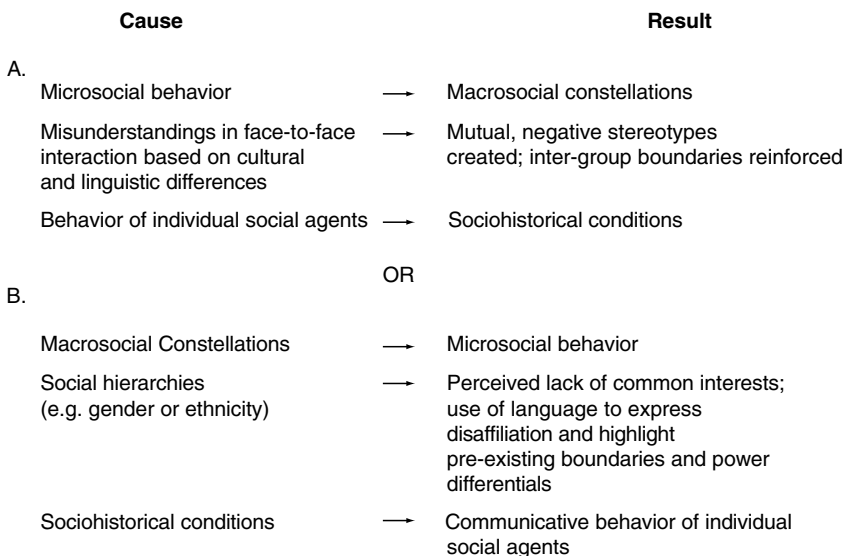 Cause Result
A.
Microsocial behavior → Macrosocial constellations
Misunderstandings in face-to-face → Mutual, negative stereotypes
interaction based on cultural created; inter-group boundaries reinforced
and linguistic differences
Behavior of individual social agents → Sociohistorical conditions
OR
B.
Macrosocial Constellations → Microsocial behavior
Social hierarchies → Perceived lack of common interests;
(e.g. gender or ethnicity) use of language to express
disaffiliation and highlight
pre-existing boundaries and power
differentials
Sociohistorical conditions → Communicative behavior of individual
social agents